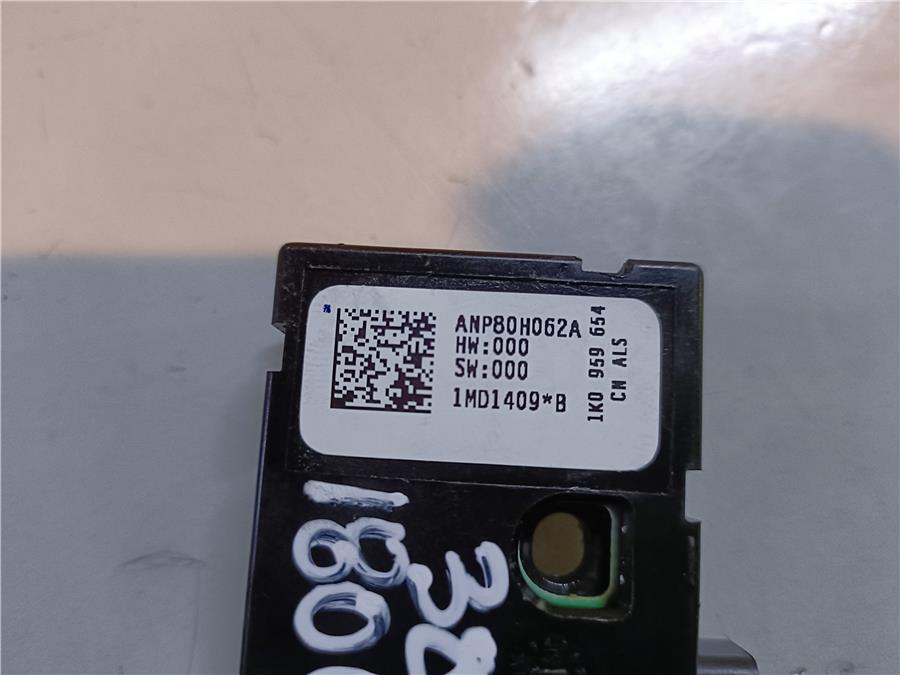 ANP80H062A
HW:000
SW:000
1MD1409*B
1K0 959 654
CN ALS